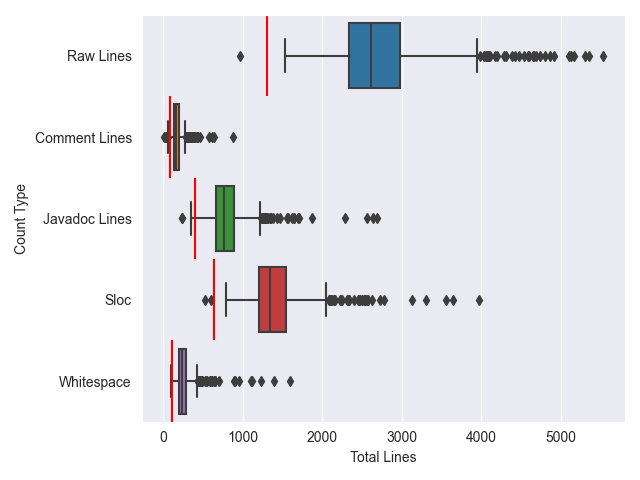 Raw Lines
Comment Lines
Javadoc Lines
Sloc
Whitespace
Count Type
0 1000 2000 3000 4000 5000
Total Lines